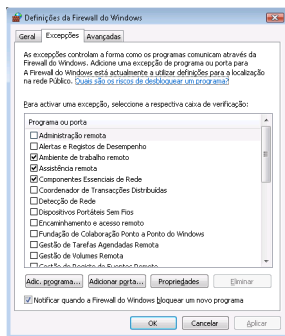 Definições da Firewall do Windows
Geral
Excepções
Avançadas
As excepções controlam a forma como os programas comunicam através da
Firewall do Windows. Adicione uma excepção de programa ou porta para
A Firewall do Windows está actualmente a utilizar definições para a localização
na rede Público. Quais são os riscos de desbloquear um programa?
Para activar uma excepção, seleccione a respectiva caixa de verificação:
Programa ou porta
Administração remota
Alertas e Registos de Desempenho
Ambiente de trabalho remoto
Assistência remota
Componentes Essenciais de Rede
Coordenador de Transacções Distribuídas
Detecção de Rede
Dispositivos Portáteis Sem Fios
Encaminhamento e acesso remoto
Fundação de Colaboração Ponto a Ponto do Windows
Gestão de Tarefas Agendadas Remota
Gestão de Volumes Remota
Gestão de Registo de Eventos Remota
Adic. programa...
Adicionar porta...
Propriedades
Eliminar
Notificar quando a Firewall do Windows bloquear um novo programa
OK
Cancelar
Aplicar